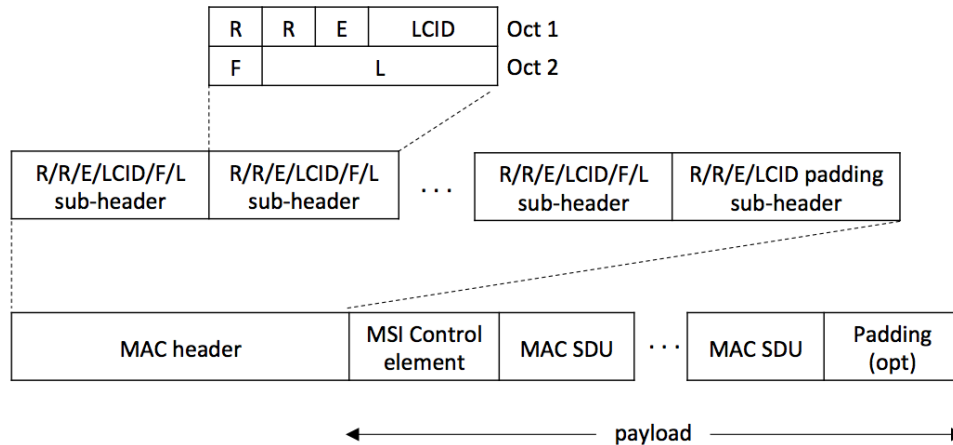 R R E LCID Oct 1
F L Oct 2
R/R/E/LCID/F/L R/R/E/LCID/F/L R/R/E/LCID/F/L R/R/E/LCID padding
sub-header sub-header . . . sub-header sub-header
MAC header MSI Control element MAC SDU . . . MAC SDU Padding (opt)
payload